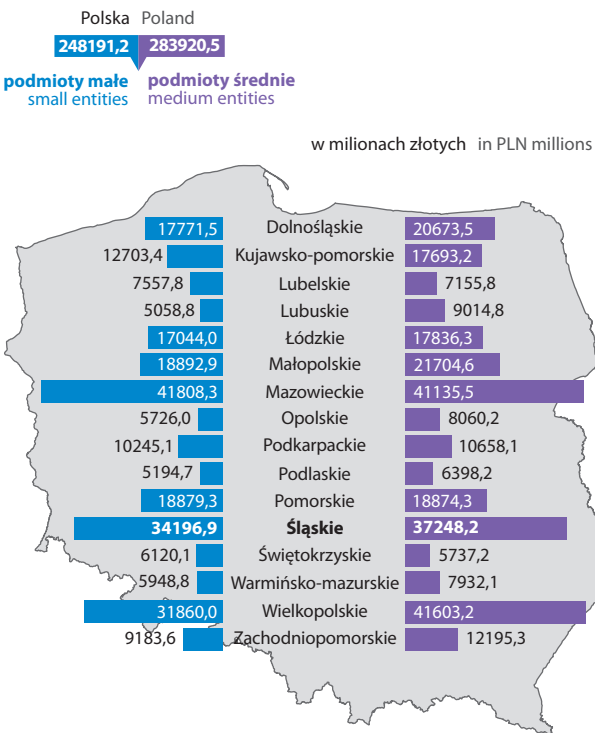 Polska Poland
248191,2 283920,5
podmioty małe podmioty średnie
small entities medium entities
w milionach złotych in PLN millions
17771,5 Dolnośląskie 20673,5
12703,4 Kujawsko-pomorskie 17693,2
7557,8 Lubelskie 7155,8
5058,8 Lubuskie 9014,8
17044,0 Łódzkie 17836,3
18892,9 Małopolskie 21704,6
41808,3 Mazowieckie 41135,5
5726,0 Opolskie 8060,2
10245,1 Podkarpackie 10658,1
5194,7 Podlaskie 6398,2
18879,3 Pomorskie 18874,3
34196,9 Śląskie 37248,2
6120,1 Świętokrzyskie 5737,2
5948,8 Warmińsko-mazurskie 7932,1
31860,0 Wielkopolskie 41603,2
9183,6 Zachodniopomorskie 12195,3